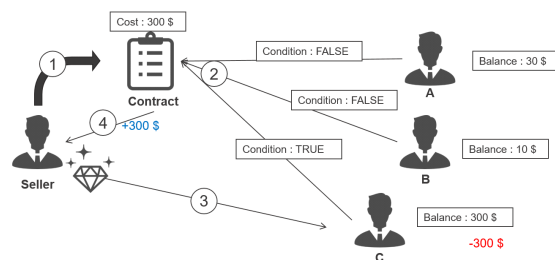 Cost : 300 $
1
Contract
Condition : FALSE
2
Balance : 30 $
A
Condition : FALSE
4
+300 $
Condition : TRUE
Balance : 10 $
B
Seller
3
Balance : 300 $
-300 $
C